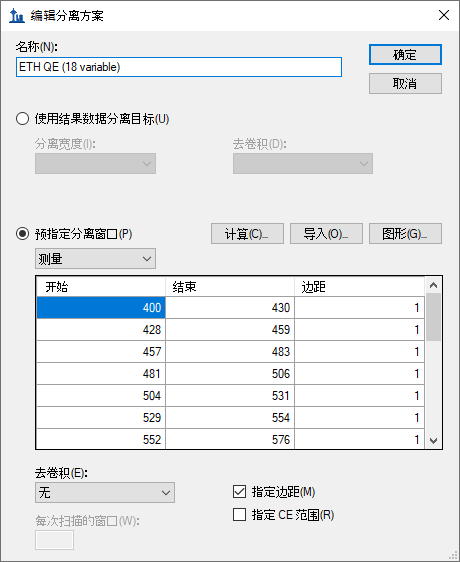 编辑分离方案
名称(N):
ETH QE (18 variable)
确定
取消
使用结果数据分离目标(U)
分离宽度(I):
去卷积(D):
预指定分离窗口(P)
计算(C)...
导入(O)...
图形(G)...
测量
开始 结束 边距
400 430 1
428 459 1
457 483 1
481 506 1
504 531 1
529 554 1
552 576 1
去卷积(E):
无
指定边距(M)
每次扫描的窗口(W):
指定 CE 范围(R)